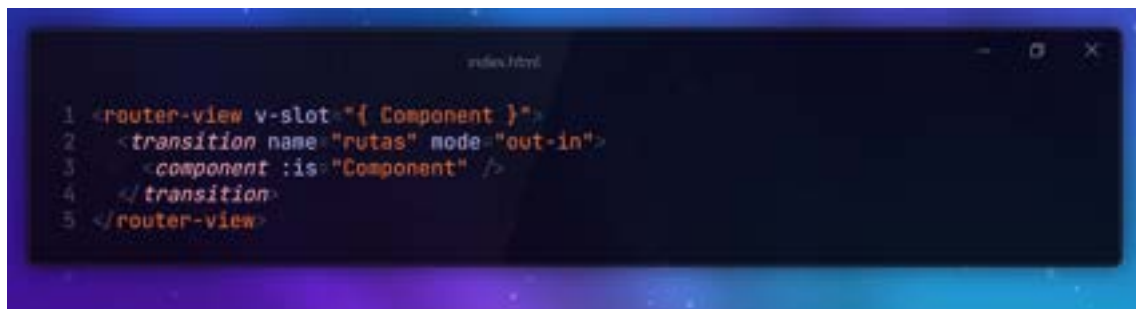 index.html
1 <router-view v-slot="{ Component }">
2 <transition name="rutas" mode="out-in">
3 <component :is="Component" />
4 </transition>
5 </router-view>